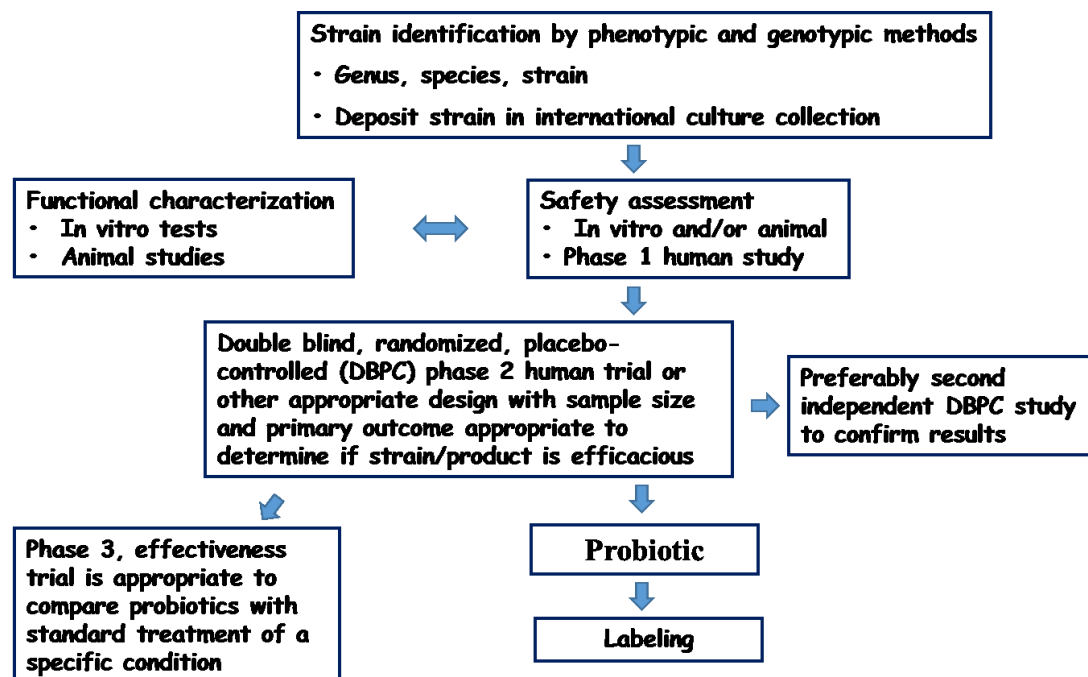 Strain identification by phenotypic and genotypic methods
· Genus, species, strain
· Deposit strain in international culture collection
Functional characterization
· In vitro tests
· Animal studies
Safety assessment
· In vitro and/or animal
· Phase 1 human study
Double blind, randomized, placebo-
controlled (DBPC) phase 2 human trial or
other appropriate design with sample size
and primary outcome appropriate to
determine if strain/product is efficacious
Preferably second
independent DBPC study
to confirm results
Phase 3, effectiveness
trial is appropriate to
compare probiotics with
standard treatment of a
specific condition
Probiotic
Labeling